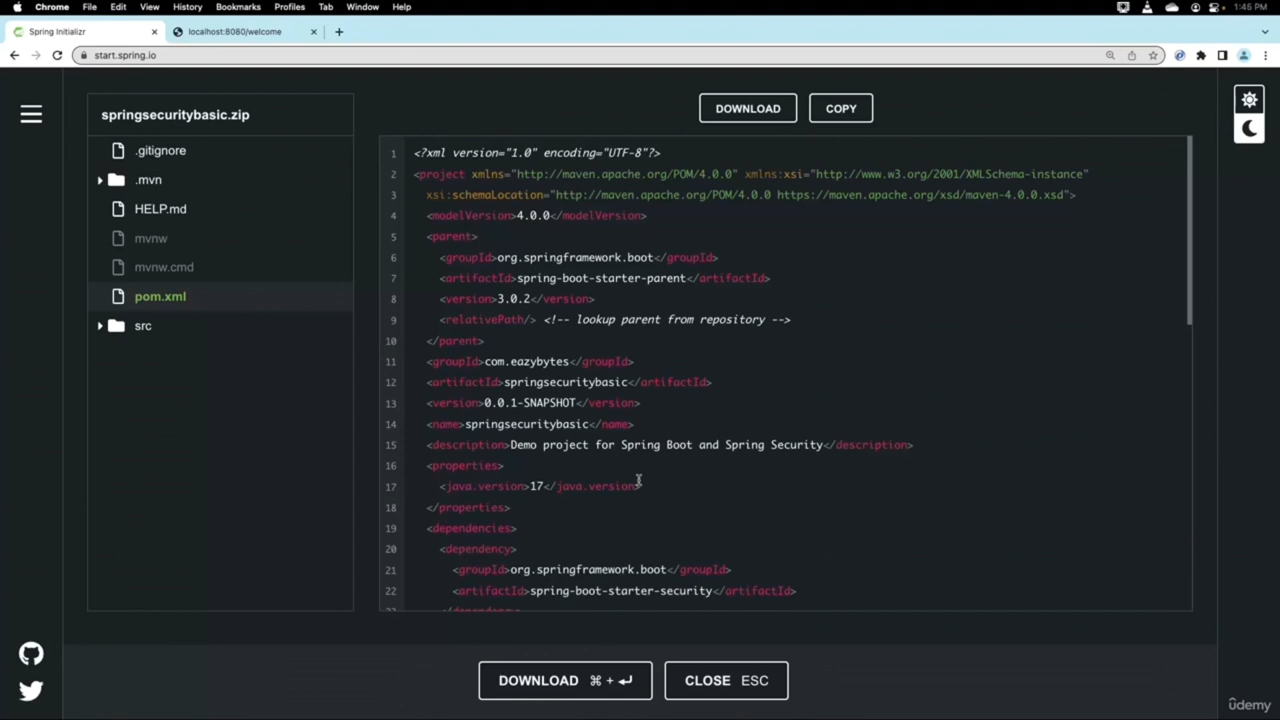 Chrome File Edit View History Bookmarks Profiles Tab Window Help 1:45 PM
Spring Initializr localhost:8080/welcome
start.spring.io
springsecuritybasic.zip
.gitignore
.mvn
HELP.md
mvnw
mvnw.cmd
pom.xml
src
DOWNLOAD COPY
1 <?xml version="1.0" encoding="UTF-8"?>
2 <project xmlns="http://maven.apache.org/POM/4.0.0" xmlns:xsi="http://www.w3.org/2001/XMLSchema-instance"
3 xsi:schemaLocation="http://maven.apache.org/POM/4.0.0 https://maven.apache.org/xsd/maven-4.0.0.xsd">
4 <modelVersion>4.0.0</modelVersion>
5 <parent>
6 <groupId>org.springframework.boot</groupId>
7 <artifactId>spring-boot-starter-parent</artifactId>
8 <version>3.0.2</version>
9 <relativePath/> <!-- lookup parent from repository -->
10 </parent>
11 <groupId>com.eazybytes</groupId>
12 <artifactId>springsecuritybasic</artifactId>
13 <version>0.0.1-SNAPSHOT</version>
14 <name>springsecuritybasic</name>
15 <description>Demo project for Spring Boot and Spring Security</description>
16 <properties>
17 <java.version>17</java.version>
18 </properties>
19 <dependencies>
20 <dependency>
21 <groupId>org.springframework.boot</groupId>
22 <artifactId>spring-boot-starter-security</artifactId>
DOWNLOAD ⌘ + ↵ CLOSE ESC
ûdemy